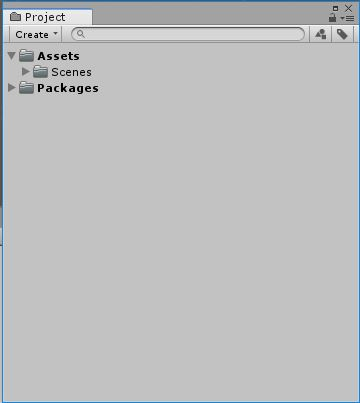 Project
Create
Assets
Scenes
Packages